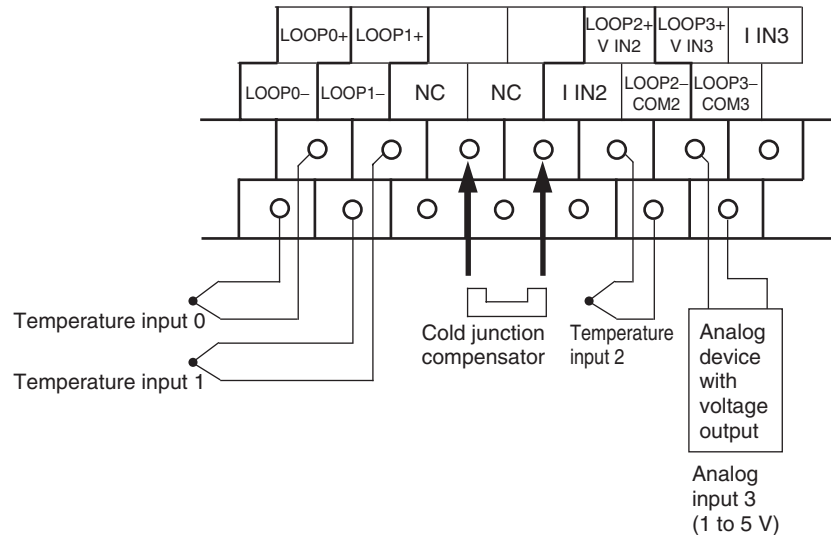 LOOP0+ LOOP1+ LOOP2+ LOOP3+ I IN3
V IN2 V IN3
LOOP0– LOOP1– NC NC I IN2 LOOP2– LOOP3–
COM2 COM3
Temperature input 0
Temperature input 1
Cold junction
compensator
Temperature
input 2
Analog
device
with
voltage
output
Analog
input 3
(1 to 5 V)